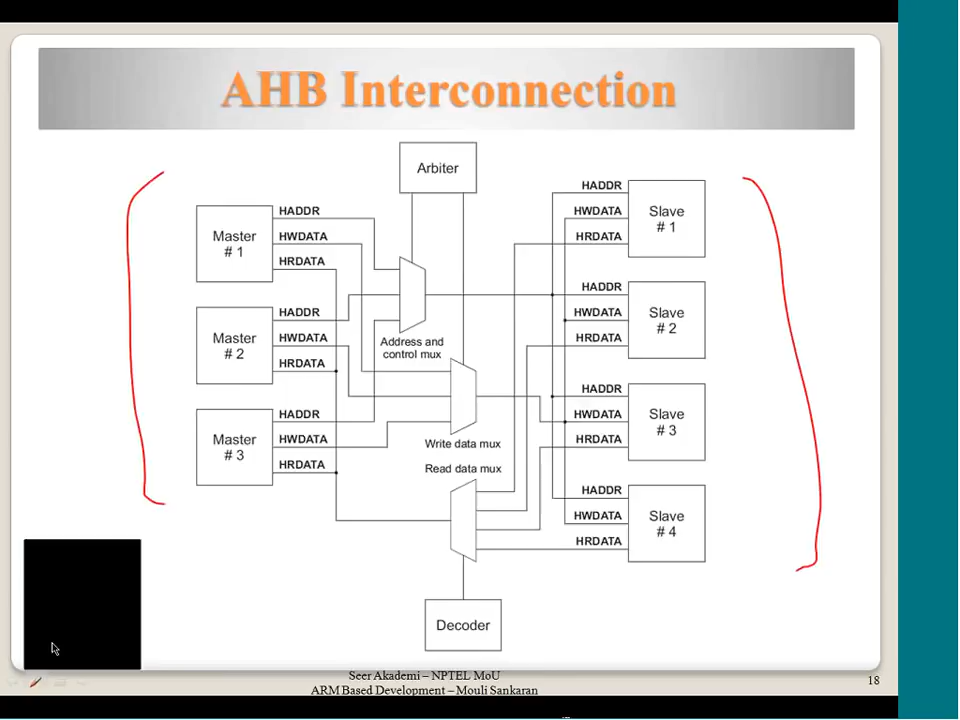 AHB Interconnection
Arbiter
Master
# 1
HADDR
HWDATA
HRDATA
Master
# 2
HADDR
HWDATA
HRDATA
Master
# 3
HADDR
HWDATA
HRDATA
Address and
control mux
Write data mux
Read data mux
HADDR
HWDATA
HRDATA
Slave
# 1
HADDR
HWDATA
HRDATA
Slave
# 2
HADDR
HWDATA
HRDATA
Slave
# 3
HADDR
HWDATA
HRDATA
Slave
# 4
Decoder
Seer Akademi – NPTEL MoU
ARM Based Development – Mouli Sankaran
18